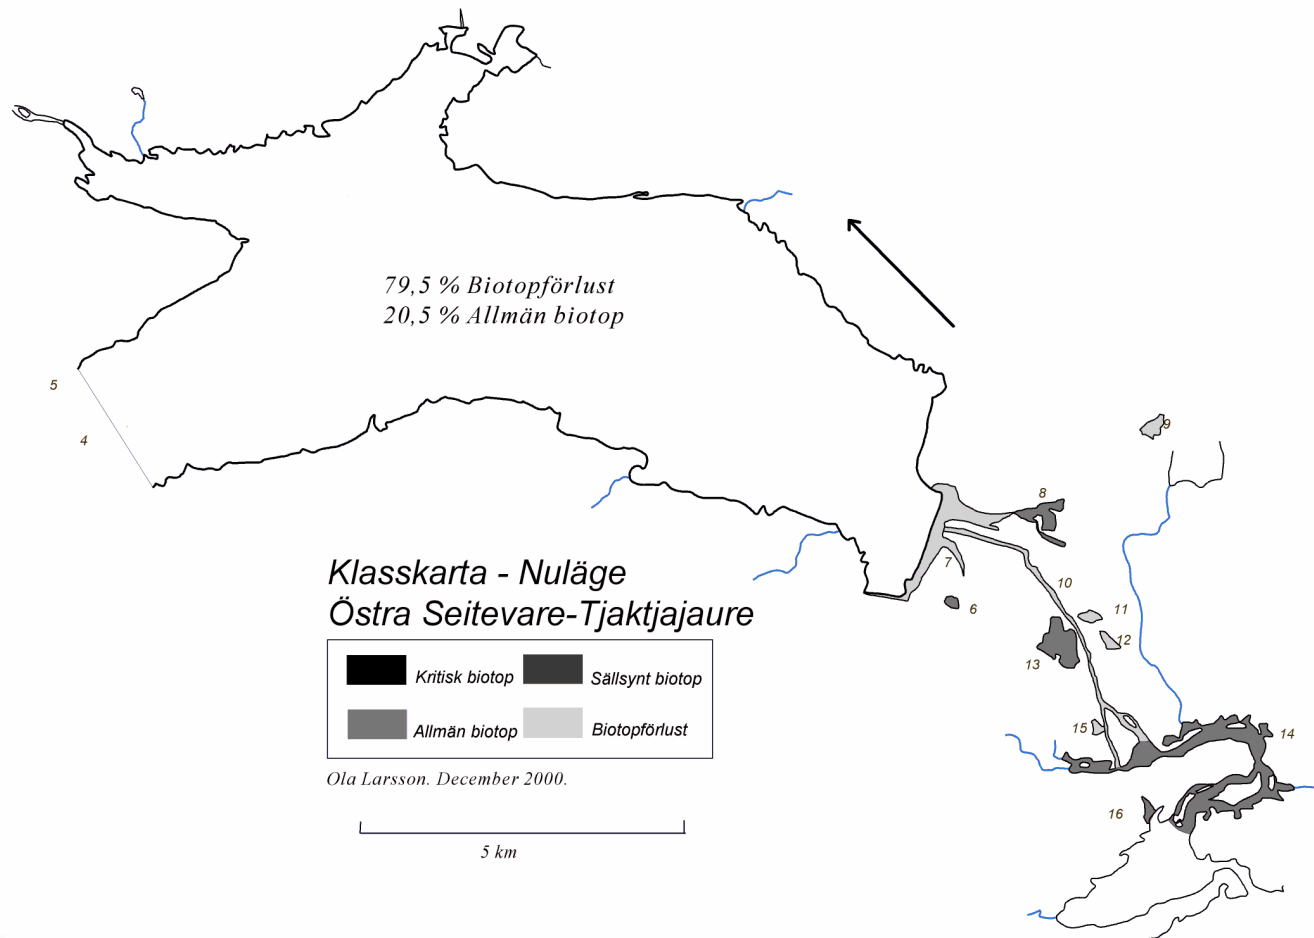 79,5 % Biotopförlust
20,5 % Allmän biotop
5
4
9
8
7
10
6
11
12
13
15
14
16
Klasskarta - Nuläge
Östra Seitevare-Tjaktjajaure
Kritisk biotop
Sällsynt biotop
Allmän biotop
Biotopförlust
Ola Larsson. December 2000.
5 km